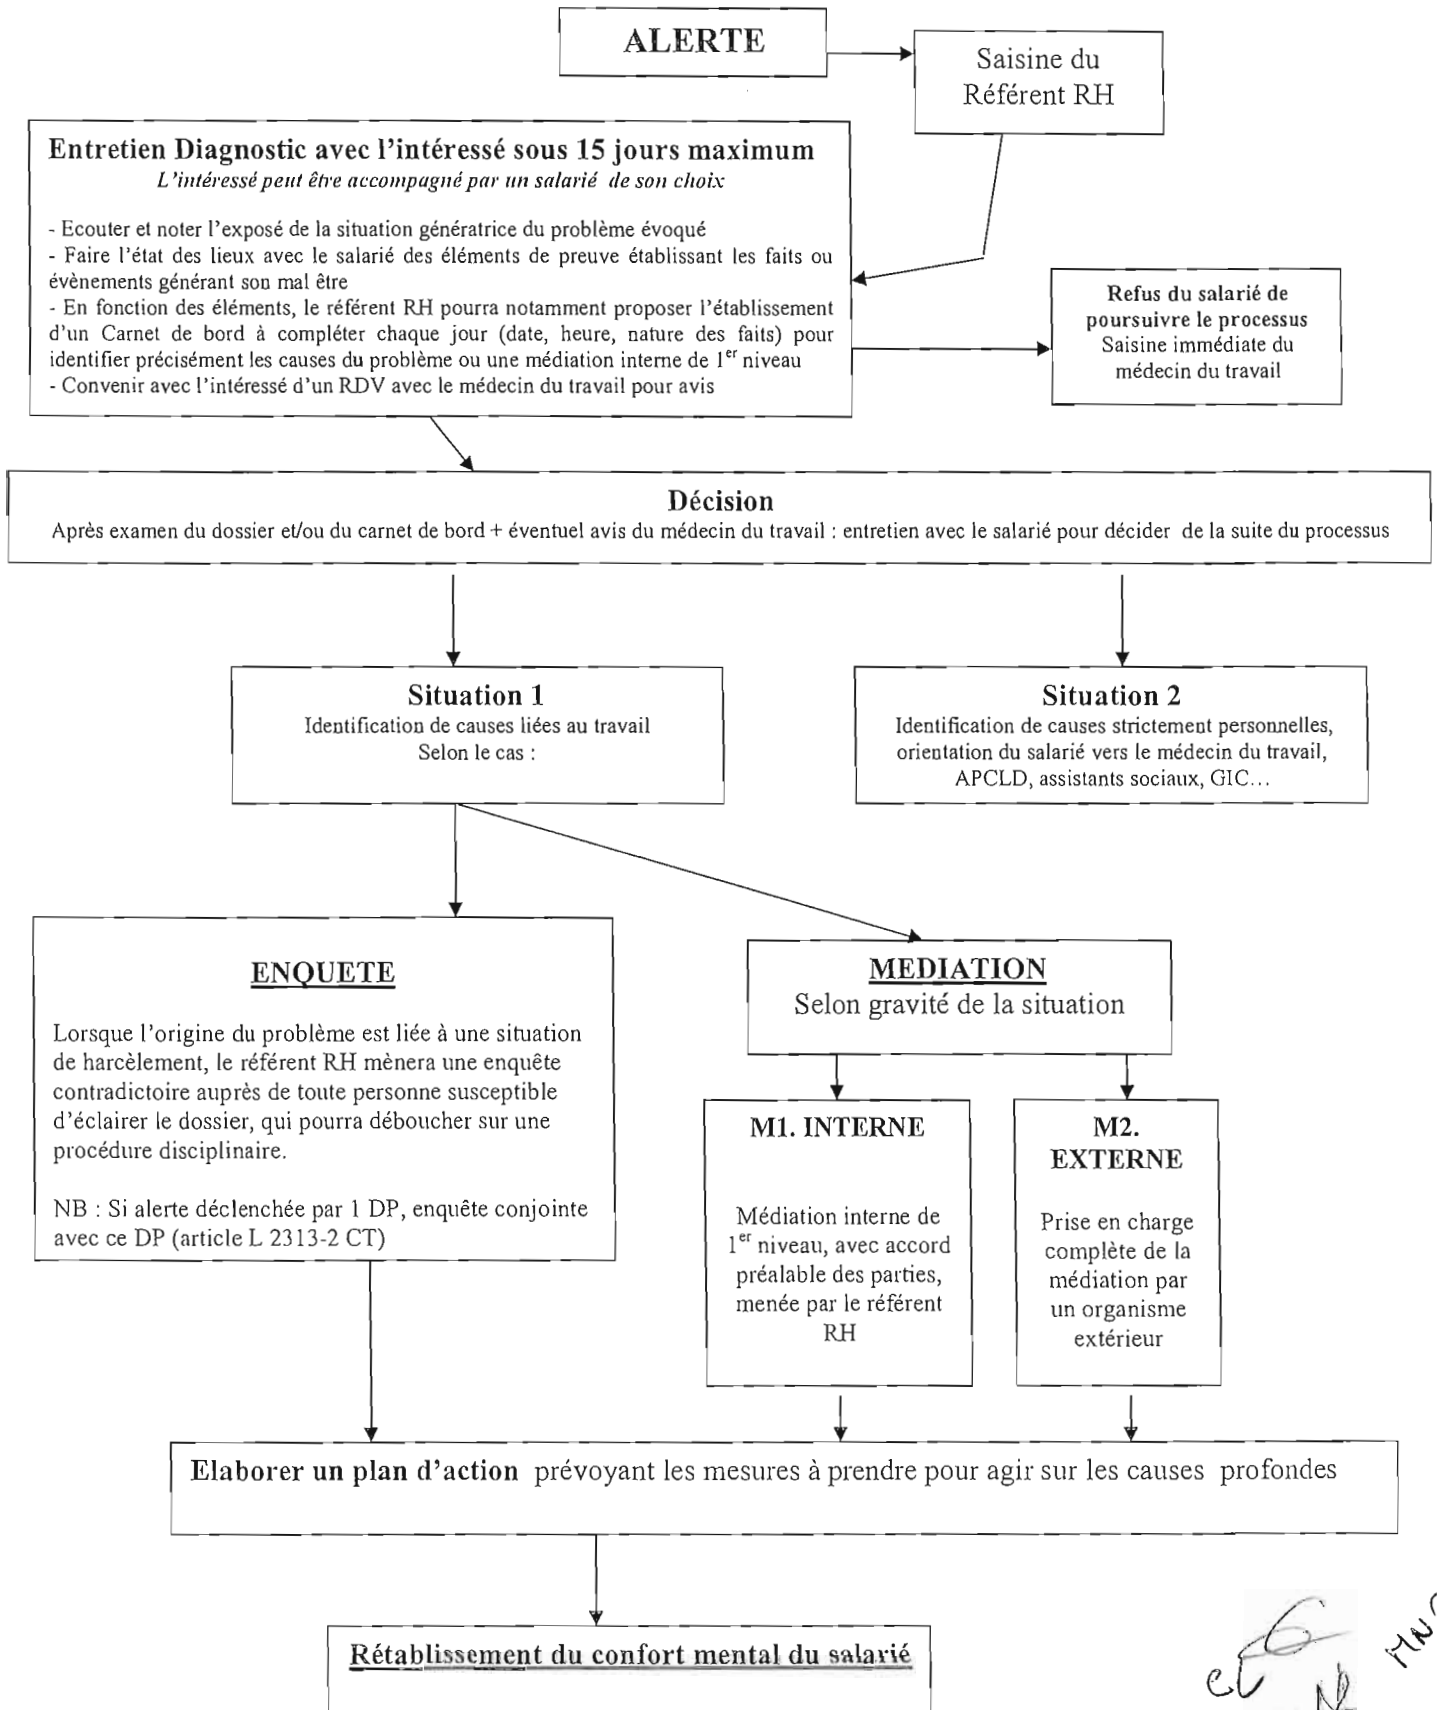 ALERTE
Saisine du
Référent RH
Entretien Diagnostic avec l'intéressé sous 15 jours maximum
L'intéressé peut être accompagné par un salarié de son choix
- Ecouter et noter l'exposé de la situation génératrice du problème évoqué
- Faire l'état des lieux avec le salarié des éléments de preuve établissant les faits ou
évènements générant son mal être
- En fonction des éléments, le référent RH pourra notamment proposer l'établissement
d'un Carnet de bord à compléter chaque jour (date, heure, nature des faits) pour
identifier précisément les causes du problème ou une médiation interne de 1er niveau
- Convenir avec l'intéressé d'un RDV avec le médecin du travail pour avis
Refus du salarié de
poursuivre le processus
Saisine immédiate du
médecin du travail
Décision
Après examen du dossier et/ou du carnet de bord + éventuel avis du médecin du travail : entretien avec le salarié pour décider de la suite du processus
Situation 1
Identification de causes liées au travail
Selon le cas :
Situation 2
Identification de causes strictement personnelles,
orientation du salarié vers le médecin du travail,
APCLD, assistants sociaux, GIC...
ENQUETE
Lorsque l'origine du problème est liée à une situation
de harcèlement, le référent RH mènera une enquête
contradictoire auprès de toute personne susceptible
d'éclairer le dossier, qui pourra déboucher sur une
procédure disciplinaire.
NB : Si alerte déclenchée par 1 DP, enquête conjointe
avec ce DP (article L 2313-2 CT)
MEDIATION
Selon gravité de la situation
M1. INTERNE
Médiation interne de
1er niveau, avec accord
préalable des parties,
menée par le référent
RH
M2.
EXTERNE
Prise en charge
complète de la
médiation par
un organisme
extérieur
Elaborer un plan d'action prévoyant les mesures à prendre pour agir sur les causes profondes
Rétablissement du confort mental du salarié